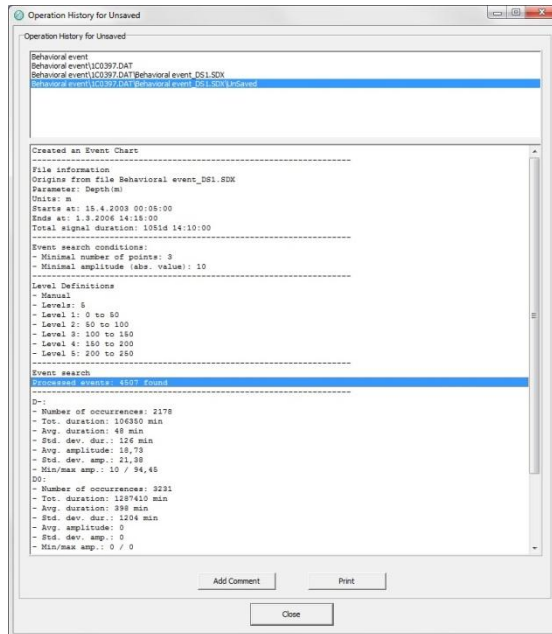 Operation History for Unsaved
Operation History for Unsaved
Behavioral event
Behavioral event\1C0397.DAT
Behavioral event\1C0397.DAT\Behavioral event_DS1.SDX
Behavioral event\1C0397.DAT\Behavioral event_DS1.SDX\UnSaved
Created an Event Chart
------------------------------------------------------------------------
File information
Origins from file Behavioral event_DS1.SDX
Parameter: Depth(m)
Units: m
Starts at: 15.4.2003 00:05:00
Ends at: 1.3.2006 14:15:00
Total signal duration: 1051d 14:10:00
------------------------------------------------------------------------
Event search conditions:
- Minimal number of points: 3
- Minimal amplitude (abs. value): 10
------------------------------------------------------------------------
Level Definitions
- Manual
- Levels: 5
- Level 1: 0 to 50
- Level 2: 50 to 100
- Level 3: 100 to 150
- Level 4: 150 to 200
- Level 5: 200 to 250
------------------------------------------------------------------------
Event search
Processed events: 4507 found
------------------------------------------------------------------------
D-:
- Number of occurrences: 2178
- Tot. duration: 106350 min
- Avg. duration: 48 min
- Std. dev. dur.: 126 min
- Avg. amplitude: 18,73
- Std. dev. amp.: 21,38
- Min/max amp.: 10 / 94,45
D0:
- Number of occurrences: 3231
- Tot. duration: 1287410 min
- Avg. duration: 398 min
- Std. dev. dur.: 1204 min
- Avg. amplitude: 0
- Std. dev. amp.: 0
- Min/max amp.: 0 / 0
Add Comment
Print
Close